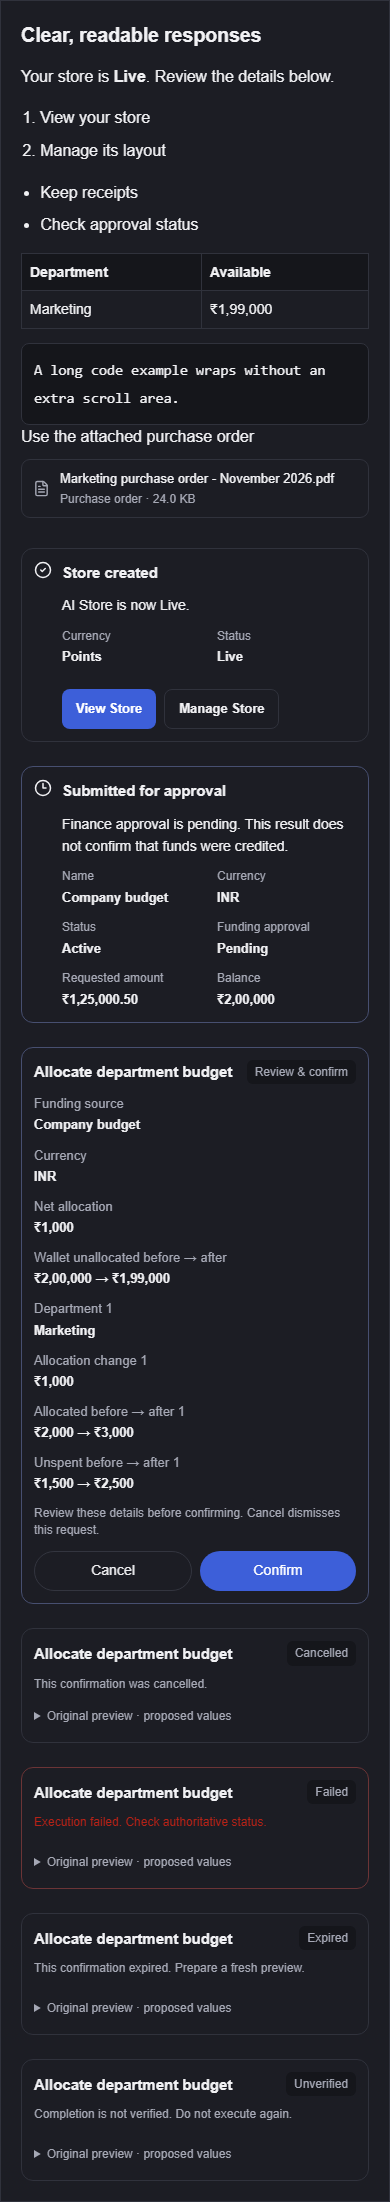 Clear, readable responses
Your store is Live. Review the details below.
1. View your store
2. Manage its layout
• Keep receipts
• Check approval status
Department Available
Marketing ₹1,99,000
A long code example wraps without an
extra scroll area.
Use the attached purchase order
Marketing purchase order - November 2026.pdf
Purchase order · 24.0 KB
Store created
AI Store is now Live.
Currency Status
Points Live
View Store Manage Store
Submitted for approval
Finance approval is pending. This result does
not confirm that funds were credited.
Name Currency
Company budget INR
Status Funding approval
Active Pending
Requested amount Balance
₹1,25,000.50 ₹2,00,000
Allocate department budget Review & confirm
Funding source
Company budget
Currency
INR
Net allocation
₹1,000
Wallet unallocated before → after
₹2,00,000 → ₹1,99,000
Department 1
Marketing
Allocation change 1
₹1,000
Allocated before → after 1
₹2,000 → ₹3,000
Unspent before → after 1
₹1,500 → ₹2,500
Review these details before confirming. Cancel dismisses
this request.
Cancel Confirm
Allocate department budget Cancelled
This confirmation was cancelled.
▶ Original preview · proposed values
Allocate department budget Failed
Execution failed. Check authoritative status.
▶ Original preview · proposed values
Allocate department budget Expired
This confirmation expired. Prepare a fresh preview.
▶ Original preview · proposed values
Allocate department budget Unverified
Completion is not verified. Do not execute again.
▶ Original preview · proposed values